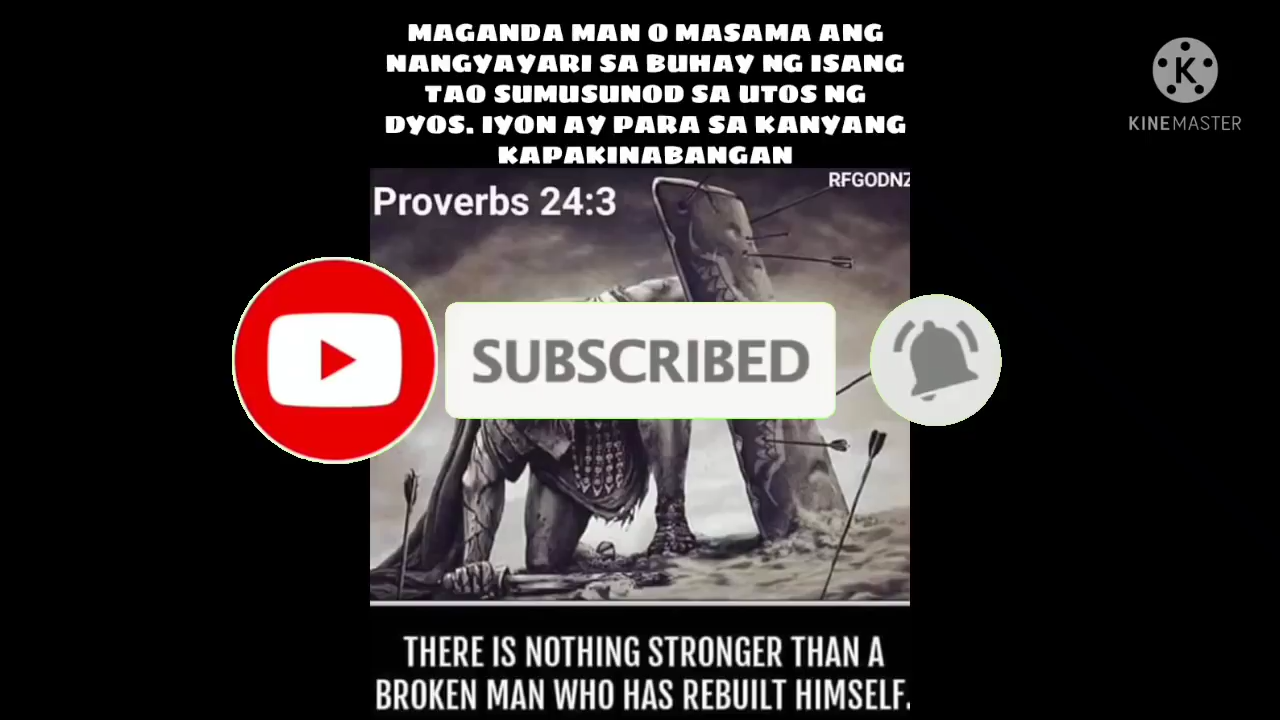 MAGANDA MAN O MASAMA ANG
NANGYAYARI SA BUHAY NG ISANG
TAO SUMUSUNOD SA UTOS NG
DYOS. IYON AY PARA SA KANYANG
KAPAKINABANGAN
K
KINEMASTER
RFGODNZ
Proverbs 24:3
SUBSCRIBED
THERE IS NOTHING STRONGER THAN A
BROKEN MAN WHO HAS REBUILT HIMSELF.